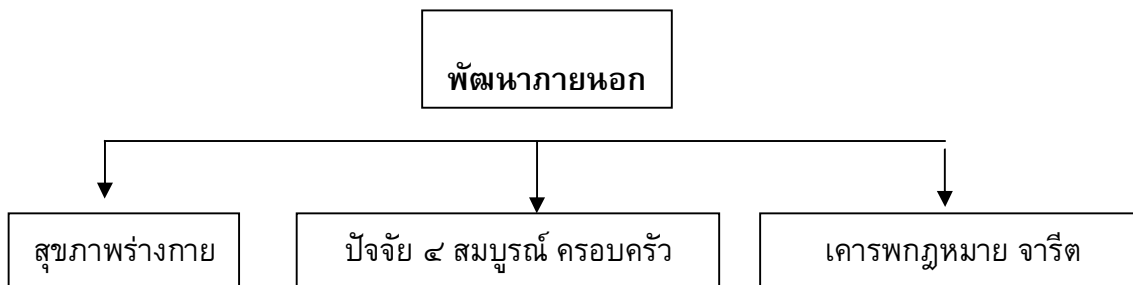 พัฒนาภายนอก
สุขภาพร่างกาย
ปัจจัย ๔ สมบูรณ์ ครอบครัว
เคารพกฎหมาย จารีต